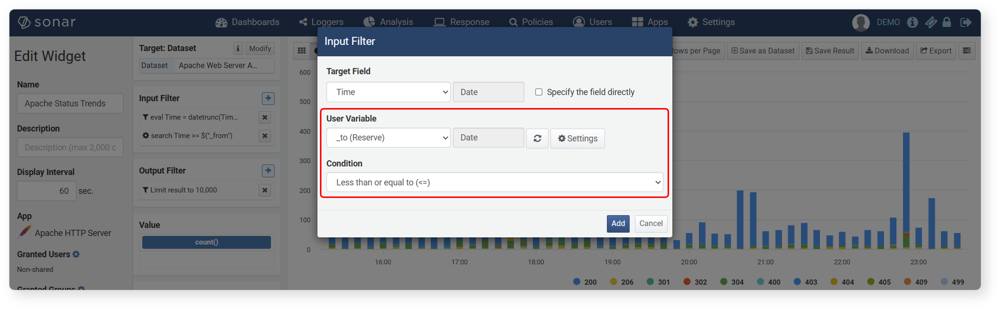 sonar
Dashboards
Loggers
Analysis
Response
Policies
Users
Apps
Settings
DEMO
Edit Widget
Name
Apache Status Trends
Description
Description (max 2,000 c
Display Interval
60 sec.
App
Apache HTTP Server
Granted Users
Non-shared
Granted Groups
Target: Dataset
i
Modify
Dataset Apache Web Server A...
Input Filter
eval Time = datetrunc(Tim...
search Time >= $("_from")
Output Filter
Limit result to 10,000
Value
count()
Input Filter
Target Field
Time
Date
Specify the field directly
User Variable
_to (Reserve)
Date
Settings
Condition
Less than or equal to (<=)
Add
Cancel
Rows per Page
Save as Dataset
Save Result
Download
Export
600
500
400
300
200
100
0
16:00 17:00 18:00 19:00 20:00 21:00 22:00 23:00
200 206 301 302 304 400 403 404 405 409 499